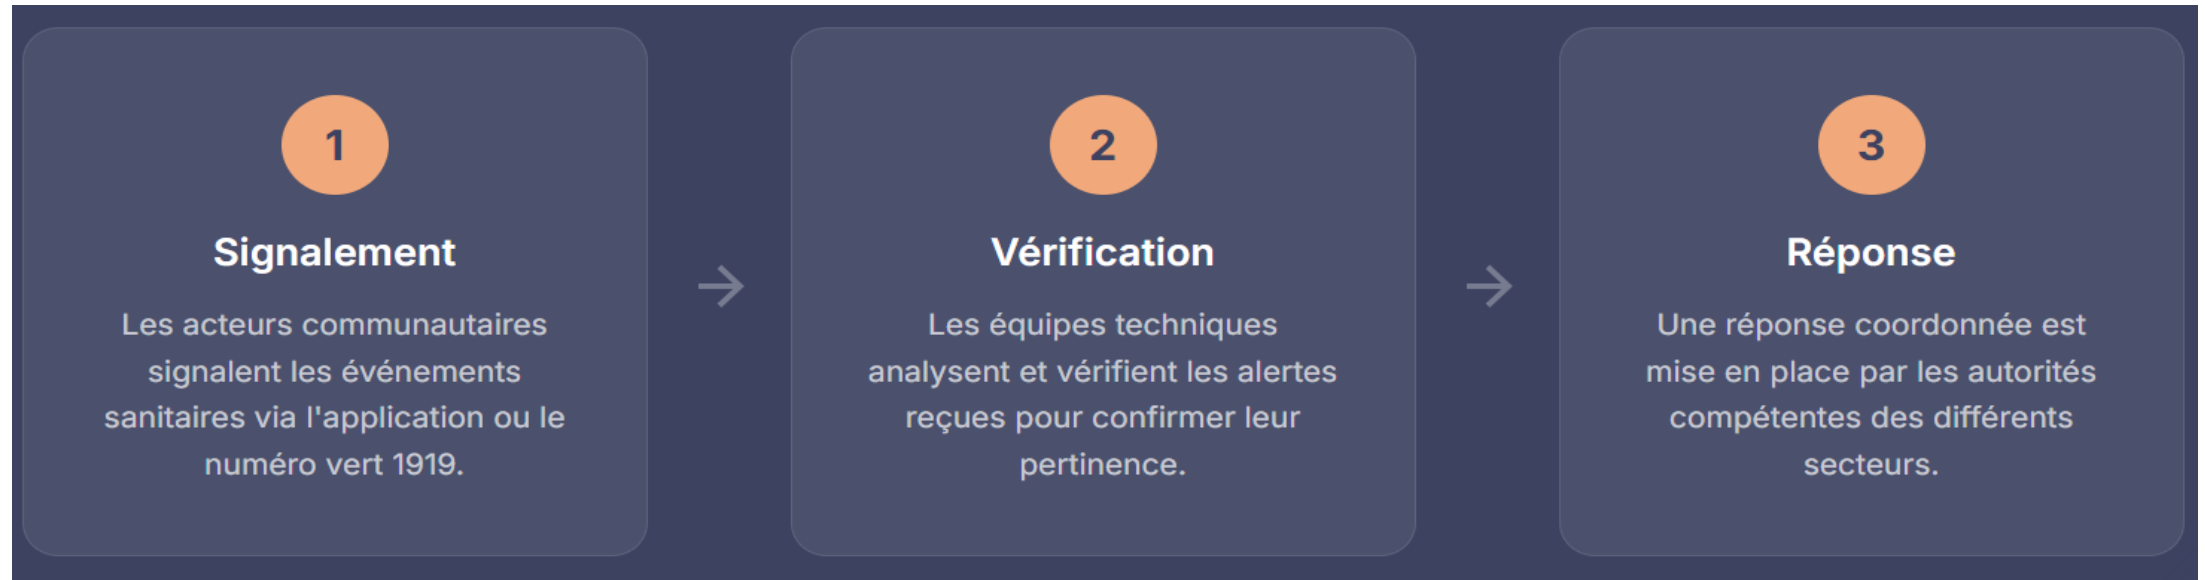 1
Signalement
Les acteurs communautaires
signalent les événements
sanitaires via l'application ou le
numéro vert 1919.
→
2
Vérification
Les équipes techniques
analysent et vérifient les alertes
reçues pour confirmer leur
pertinence.
→
3
Réponse
Une réponse coordonnée est
mise en place par les autorités
compétentes des différents
secteurs.